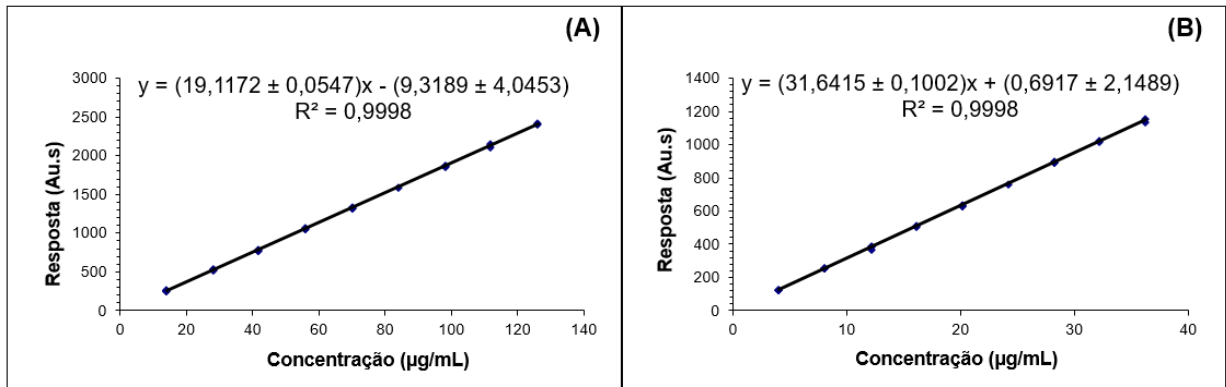 (A)
y = (19,1172 ± 0,0547)x - (9,3189 ± 4,0453)
R² = 0,9998
3000
2500
2000
1500
1000
500
0
Resposta (Au.s)
0 20 40 60 80 100 120 140
Concentração (µg/mL)
(B)
y = (31,6415 ± 0,1002)x + (0,6917 ± 2,1489)
R² = 0,9998
1400
1200
1000
800
600
400
200
0
Resposta (Au.s)
0 10 20 30 40
Concentração (µg/mL)